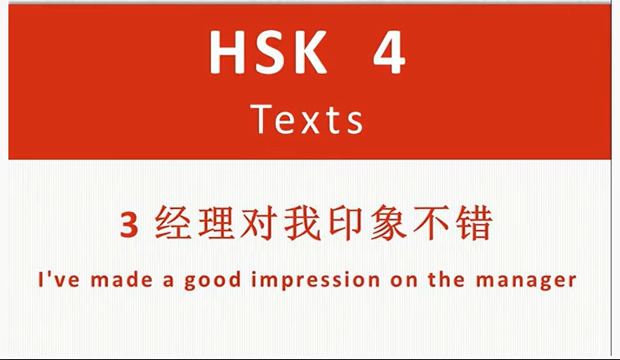 HSK 4
Texts
3 经理对我印象不错
I've made a good impression on the manager